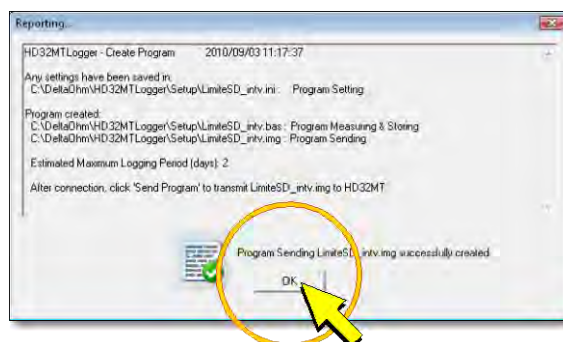 Reporting...
HD32MTLogger - Create Program 2010/09/03 11:17:37
Any settings have been saved in:
C:\DeltaOhm\HD32MTLogger\Setup\LimiteSD_intv.ini : Program Setting
Program created:
C:\DeltaOhm\HD32MTLogger\Setup\LimiteSD_intv.bas : Program Measuring & Storing
C:\DeltaOhm\HD32MTLogger\Setup\LimiteSD_intv.img : Program Sending
Estimated Maximum Logging Period (days): 2
After connection, click 'Send Program' to transmit LimiteSD_intv.img to HD32MT
Program Sending LimiteSD_intv.img successfully created
OK